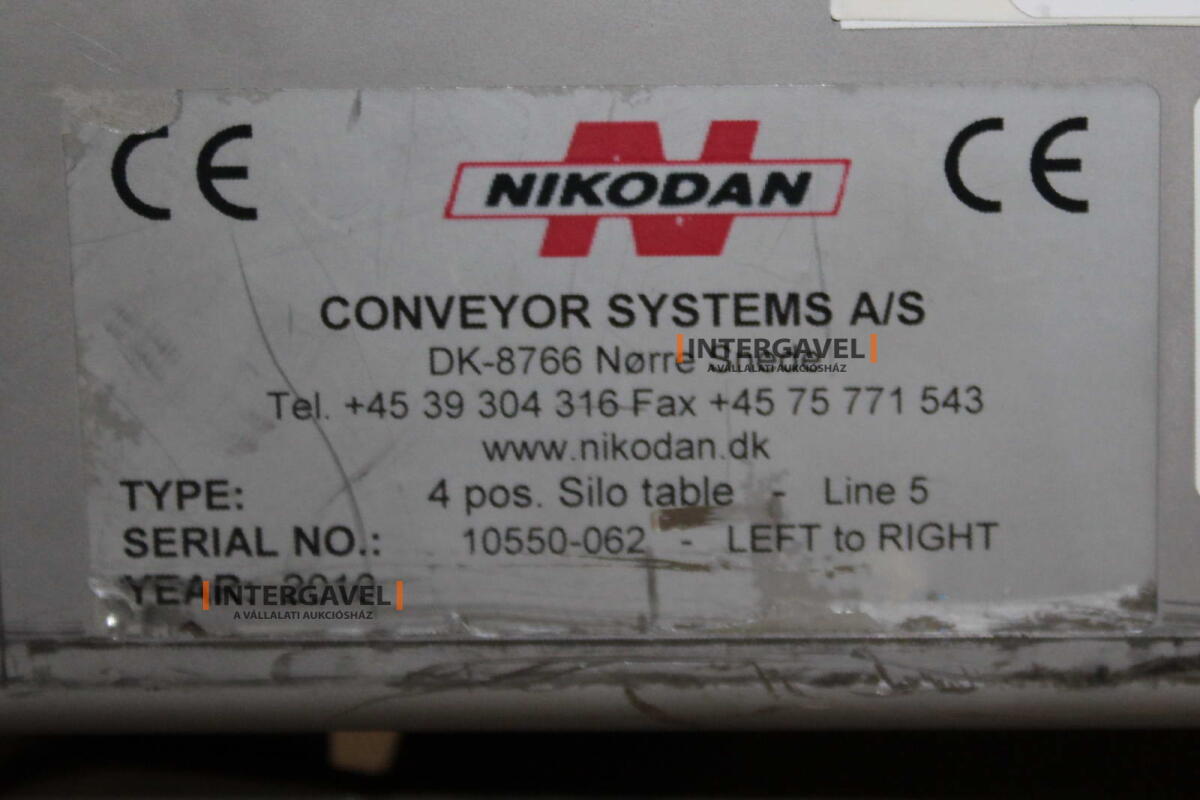 CE NIKODAN CE
CONVEYOR SYSTEMS A/S
DK-8766 Nørre Snede
INTERGAVEL
A VÁLLALATI AUKCIÓSHÁZ
Tel. +45 39 304 316 Fax +45 75 771 543
www.nikodan.dk
TYPE: 4 pos. Silo table - Line 5
SERIAL NO.: 10550-062 - LEFT to RIGHT
YEAR:
INTERGAVEL
A VÁLLALATI AUKCIÓSHÁZ